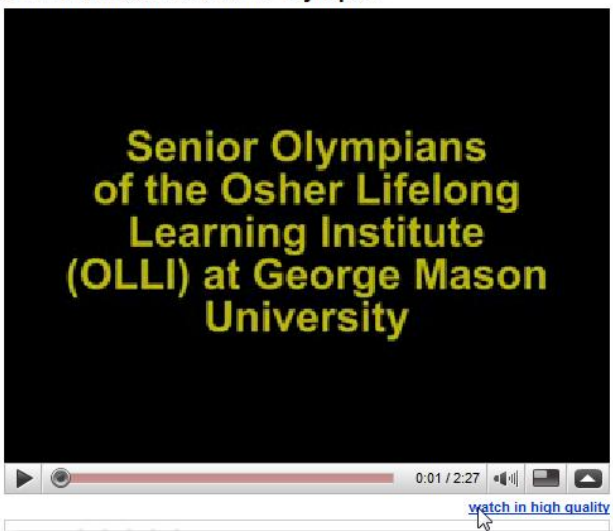 Senior Olympians
of the Osher Lifelong
Learning Institute
(OLLI) at George Mason
University
0:01 / 2:27
watch in high quality